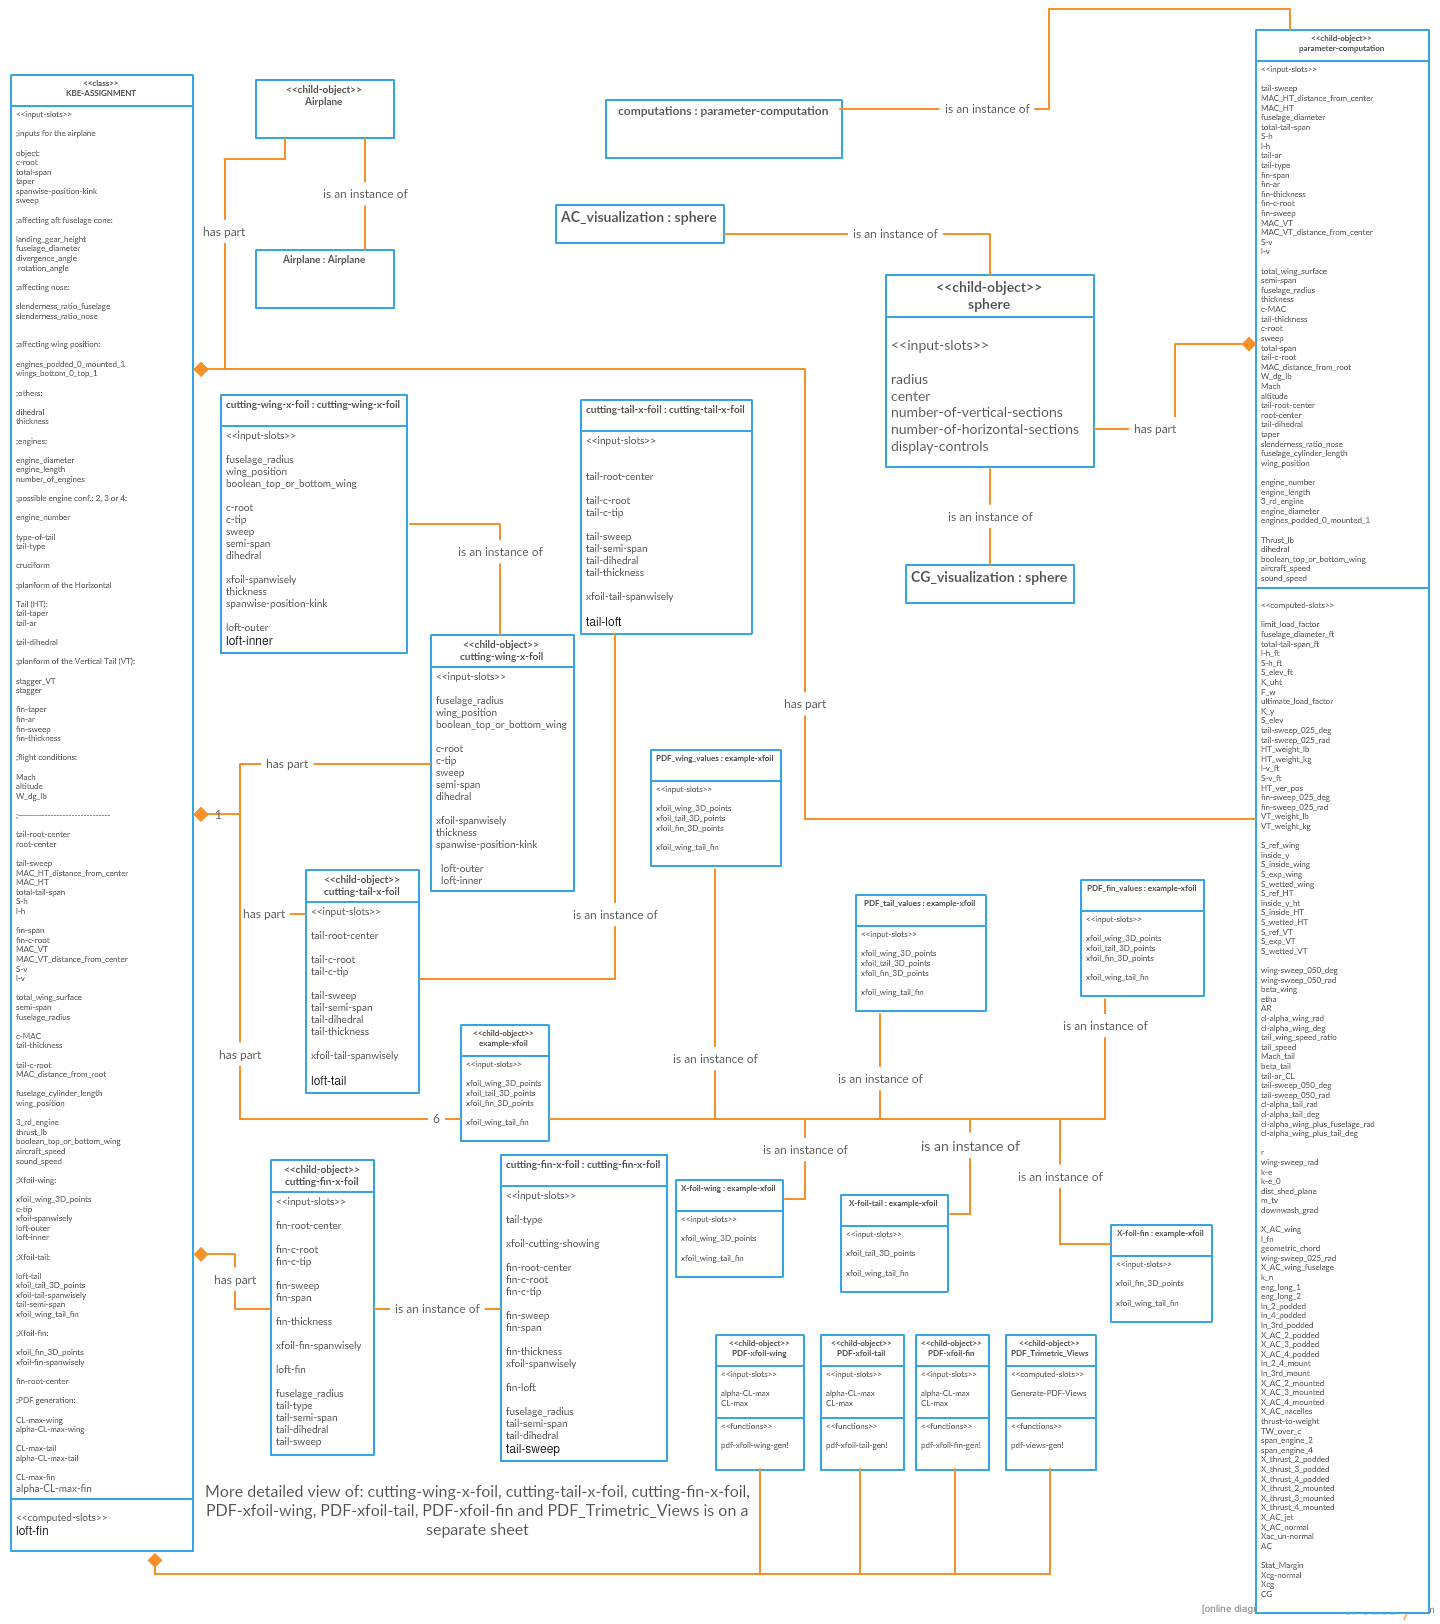 <<class>>
KBE-ASSIGNMENT
<<input-slots>>
;inputs for the airplane
object:
c-root
total-span
taper
spanwise-position-kink
sweep
;affecting aft fuselage cone:
landing_gear_height
fuselage_diameter
divergence_angle
rotation_angle
;affecting nose:
slenderness_ratio_fuselage
slenderness_ratio_nose
;affecting wing position:
engines_podded_0_mounted_1
wings_bottom_0_top_1
;others:
dihedral
thickness
;engines:
engine_diameter
engine_length
number_of_engines
;possible engine conf.: 2, 3 or 4:
engine_number
type-of-tail
tail-type
cruciform
;planform of the Horizontal
Tail (HT):
tail-taper
tail-ar
tail-dihedral
;planform of the Vertical Tail (VT):
stagger_VT
stagger
fin-taper
fin-ar
fin-sweep
fin-thickness
;flight conditions:
Mach
altitude
W_dg_lb
;--------------------------------
tail-root-center
root-center
tail-sweep
MAC_HT_distance_from_center
MAC_HT
total-tail-span
S-h
l-h
fin-span
fin-c-root
MAC_VT
MAC_VT_distance_from_center
S-v
l-v
total_wing_surface
semi-span
fuselage_radius
c-MAC
tail-thickness
tail-c-root
MAC_distance_from_root
fuselage_cylinder_length
wing_position
3_rd_engine
thrust_lb
boolean_top_or_bottom_wing
aircraft_speed
sound_speed
;Xfoil-wing:
xfoil_wing_3D_points
c-tip
xfoil-spanwisely
loft-outer
loft-inner
;Xfoil-tail:
loft-tail
xfoil_tail_3D_points
xfoil-tail-spanwisely
tail-semi-span
xfoil_wing_tail_fin
;Xfoil-fin:
xfoil_fin_3D_points
xfoil-fin-spanwisely
fin-root-center
;PDF generation:
CL-max-wing
alpha-CL-max-wing
CL-max-tail
alpha-CL-max-tail
CL-max-fin
alpha-CL-max-fin
<<computed-slots>>
loft-fin
<<child-object>>
Airplane
is an instance of
has part
Airplane : Airplane
computations : parameter-computation
is an instance of
AC_visualization : sphere
is an instance of
<<child-object>>
sphere
<<input-slots>>
radius
center
number-of-vertical-sections
number-of-horizontal-sections
display-controls
has part
is an instance of
CG_visualization : sphere
cutting-wing-x-foil : cutting-wing-x-foil
<<input-slots>>
fuselage_radius
wing_position
boolean_top_or_bottom_wing
c-root
c-tip
sweep
semi-span
dihedral
xfoil-spanwisely
thickness
spanwise-position-kink
loft-outer
loft-inner
is an instance of
cutting-tail-x-foil : cutting-tail-x-foil
<<input-slots>>
tail-root-center
tail-c-root
tail-c-tip
tail-sweep
tail-semi-span
tail-dihedral
tail-thickness
xfoil-tail-spanwisely
tail-loft
<<child-object>>
cutting-wing-x-foil
<<input-slots>>
fuselage_radius
wing_position
boolean_top_or_bottom_wing
c-root
c-tip
sweep
semi-span
dihedral
xfoil-spanwisely
thickness
spanwise-position-kink
loft-outer
loft-inner
has part
has part
1
<<child-object>>
cutting-tail-x-foil
<<input-slots>>
tail-root-center
tail-c-root
tail-c-tip
tail-sweep
tail-semi-span
tail-dihedral
tail-thickness
xfoil-tail-spanwisely
loft-tail
has part
is an instance of
has part
6
<<child-object>>
example-xfoil
<<input-slots>>
xfoil_wing_3D_points
xfoil_tail_3D_points
xfoil_fin_3D_points
xfoil_wing_tail_fin
PDF_wing_values : example-xfoil
<<input-slots>>
xfoil_wing_3D_points
xfoil_tail_3D_points
xfoil_fin_3D_points
xfoil_wing_tail_fin
is an instance of
PDF_tail_values : example-xfoil
<<input-slots>>
xfoil_wing_3D_points
xfoil_tail_3D_points
xfoil_fin_3D_points
xfoil_wing_tail_fin
is an instance of
PDF_fin_values : example-xfoil
<<input-slots>>
xfoil_wing_3D_points
xfoil_tail_3D_points
xfoil_fin_3D_points
xfoil_wing_tail_fin
is an instance of
<<child-object>>
cutting-fin-x-foil
<<input-slots>>
fin-root-center
fin-c-root
fin-c-tip
fin-sweep
fin-span
fin-thickness
xfoil-fin-spanwisely
loft-fin
fuselage_radius
tail-type
tail-semi-span
tail-dihedral
tail-sweep
has part
is an instance of
cutting-fin-x-foil : cutting-fin-x-foil
<<input-slots>>
tail-type
xfoil-cutting-showing
fin-root-center
fin-c-root
fin-c-tip
fin-sweep
fin-span
fin-thickness
xfoil-spanwisely
fin-loft
fuselage_radius
tail-semi-span
tail-dihedral
tail-sweep
is an instance of
X-foil-wing : example-xfoil
<<input-slots>>
xfoil_wing_3D_points
xfoil_wing_tail_fin
is an instance of
X-foil-tail : example-xfoil
<<input-slots>>
xfoil_tail_3D_points
xfoil_wing_tail_fin
is an instance of
X-foil-fin : example-xfoil
<<input-slots>>
xfoil_fin_3D_points
xfoil_wing_tail_fin
<<child-object>>
PDF-xfoil-wing
<<input-slots>>
alpha-CL-max
CL-max
<<functions>>
pdf-xfoil-wing-gen!
<<child-object>>
PDF-xfoil-tail
<<input-slots>>
alpha-CL-max
CL-max
<<functions>>
pdf-xfoil-tail-gen!
<<child-object>>
PDF-xfoil-fin
<<input-slots>>
alpha-CL-max
CL-max
<<functions>>
pdf-xfoil-fin-gen!
<<child-object>>
PDF_Trimetric_Views
<<computed-slots>>
Generate-PDF-Views
<<functions>>
pdf-views-gen!
More detailed view of: cutting-wing-x-foil, cutting-tail-x-foil, cutting-fin-x-foil,
PDF-xfoil-wing, PDF-xfoil-tail, PDF-xfoil-fin and PDF_Trimetric_Views is on a
separate sheet
<<child-object>>
parameter-computation
<<input-slots>>
tail-sweep
MAC_HT_distance_from_center
MAC_HT
fuselage_diameter
total-tail-span
S-h
l-h
tail-ar
tail-type
fin-span
fin-ar
fin-thickness
fin-c-root
fin-sweep
MAC_VT
MAC_VT_distance_from_center
S-v
l-v
total_wing_surface
semi-span
fuselage_radius
thickness
c-MAC
tail-thickness
c-root
sweep
total-span
tail-c-root
MAC_distance_from_root
W_dg_lb
Mach
altitude
tail-root-center
root-center
tail-dihedral
taper
slenderness_ratio_nose
fuselage_cylinder_length
wing_position
engine_number
engine_length
3_rd_engine
engine_diameter
engines_podded_0_mounted_1
Thrust_lb
dihedral
boolean_top_or_bottom_wing
aircraft_speed
sound_speed
<<computed-slots>>
limit_load_factor
fuselage_diameter_ft
total-tail-span_ft
l-h_ft
S-h_ft
S_elev_ft
K_uht
F_w
ultimate_load_factor
K_y
S_elev
tail-sweep_025_deg
tail-sweep_025_rad
HT_weight_lb
HT_weight_kg
l-v_ft
S-v_ft
HT_ver_pos
fin-sweep_025_deg
fin-sweep_025_rad
VT_weight_lb
VT_weight_kg
S_ref_wing
inside_y
S_inside_wing
S_exp_wing
S_wetted_wing
S_ref_HT
inside_y_ht
S_inside_HT
S_wetted_HT
S_ref_VT
S_exp_VT
S_wetted_VT
wing-sweep_050_deg
wing-sweep_050_rad
beta_wing
etha
AR
cl-alpha_wing_rad
cl-alpha_wing_deg
tail_wing_speed_ratio
tail_speed
Mach_tail
beta_tail
tail-ar_CL
tail-sweep_050_deg
tail-sweep_050_rad
cl-alpha_tail_rad
cl-alpha_tail_deg
cl-alpha_wing_plus_fuselage_rad
cl-alpha_wing_plus_tail_deg
r
wing-sweep_rad
k-e
k-e_0
dist_shed_plane
m_tv
downwash_grad
X_AC_wing
l_fn
geometric_chord
wing-sweep_025_rad
X_AC_wing_fuselage
k_n
eng_long_1
eng_long_2
ln_2_podded
ln_4_podded
ln_3rd_podded
X_AC_2_podded
X_AC_3_podded
X_AC_4_podded
ln_2_4_mount
ln_3rd_mount
X_AC_2_mounted
X_AC_3_mounted
X_AC_4_mounted
X_AC_nacelles
thrust-to-weight
TW_over_c
span_engine_2
span_engine_4
X_thrust_2_podded
X_thrust_3_podded
X_thrust_4_podded
X_thrust_2_mounted
X_thrust_3_mounted
X_thrust_4_mounted
X_AC_jet
X_AC_normal
Xac_un-normal
AC
Stat_Margin
Xcg-normal
Xcg
CG
[online diagr